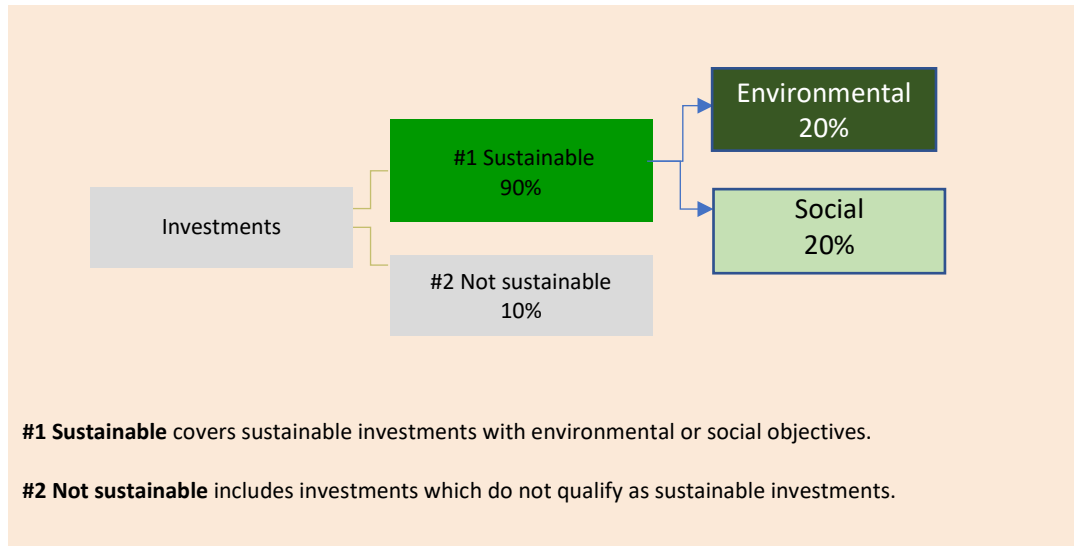 Environmental
20%
#1 Sustainable
90%
Social
20%
Investments
#2 Not sustainable
10%
#1 Sustainable covers sustainable investments with environmental or social objectives.
#2 Not sustainable includes investments which do not qualify as sustainable investments.